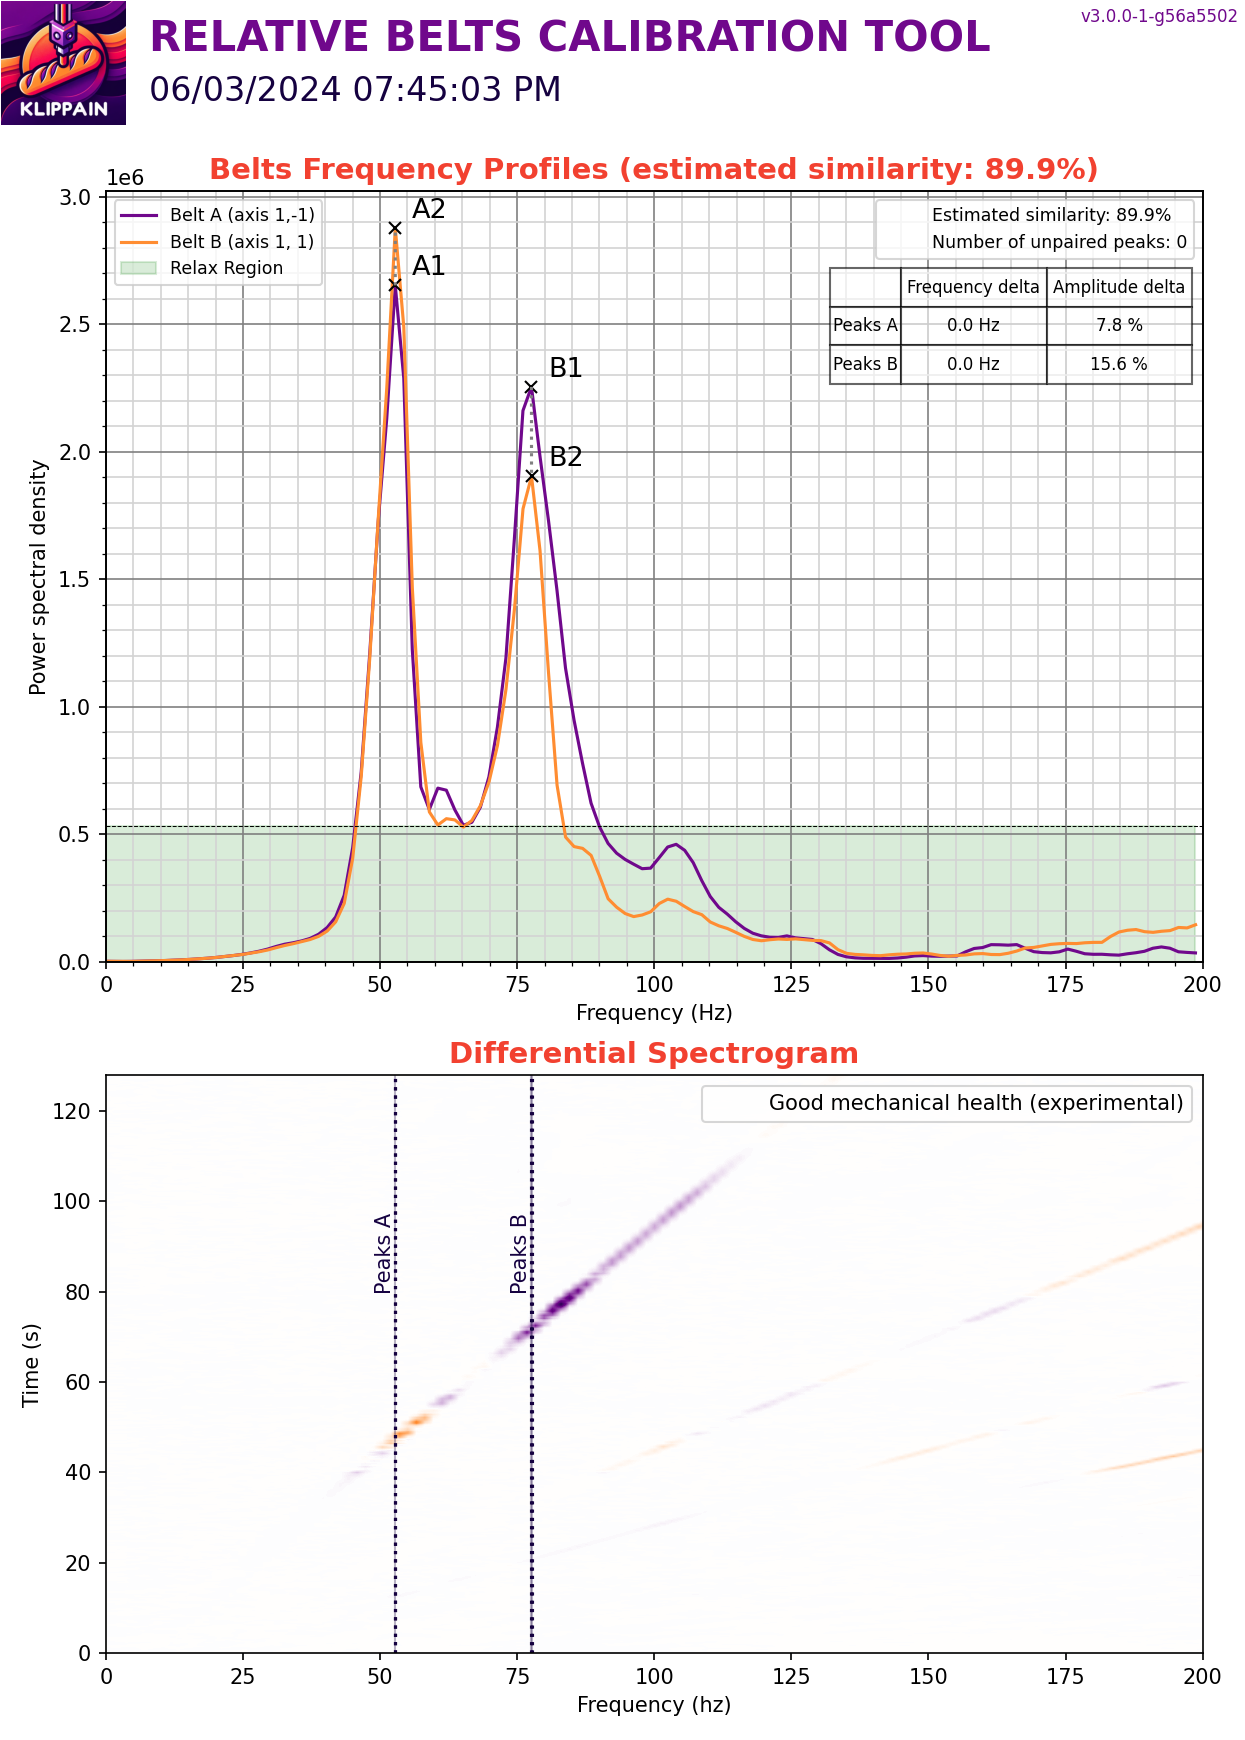 v3.0.0-1-g56a5502
RELATIVE BELTS CALIBRATION TOOL
06/03/2024 07:45:03 PM
KLIPPAIN
Belts Frequency Profiles (estimated similarity: 89.9%)
1e6
3.0
2.5
2.0
1.5
1.0
0.5
0.0
Power spectral density
Belt A (axis 1,-1)
Belt B (axis 1, 1)
Relax Region
A2
A1
B1
B2
Estimated similarity: 89.9%
Number of unpaired peaks: 0
Frequency delta Amplitude delta
Peaks A 0.0 Hz 7.8 %
Peaks B 0.0 Hz 15.6 %
0 25 50 75 100 125 150 175 200
Frequency (Hz)
Differential Spectrogram
Good mechanical health (experimental)
120
100
80
60
40
20
0
Time (s)
Peaks A
Peaks B
0 25 50 75 100 125 150 175 200
Frequency (hz)